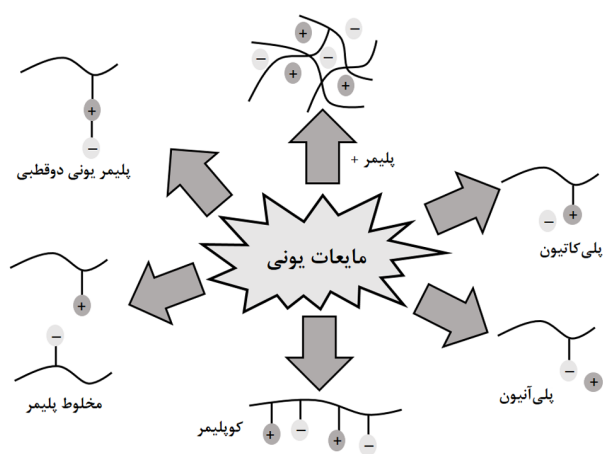 پلیمر +
پلیمر یونی دوقطبی
مایعات یونی
پلی‌کاتیون
پلی‌آنیون
مخلوط پلیمر
کوپلیمر